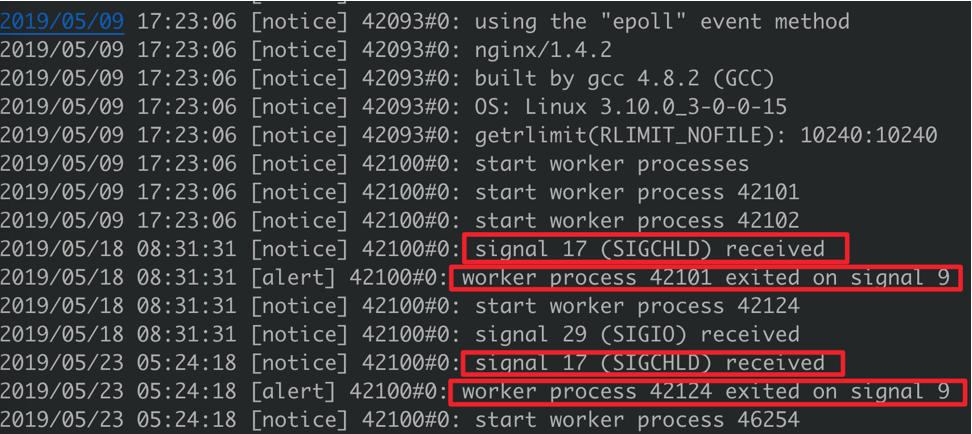 2019/05/09 17:23:06 [notice] 42093#0: using the "epoll" event method
2019/05/09 17:23:06 [notice] 42093#0: nginx/1.4.2
2019/05/09 17:23:06 [notice] 42093#0: built by gcc 4.8.2 (GCC)
2019/05/09 17:23:06 [notice] 42093#0: OS: Linux 3.10.0_3-0-0-15
2019/05/09 17:23:06 [notice] 42093#0: getrlimit(RLIMIT_NOFILE): 10240:10240
2019/05/09 17:23:06 [notice] 42100#0: start worker processes
2019/05/09 17:23:06 [notice] 42100#0: start worker process 42101
2019/05/09 17:23:06 [notice] 42100#0: start worker process 42102
2019/05/18 08:31:31 [notice] 42100#0: signal 17 (SIGCHLD) received
2019/05/18 08:31:31 [alert] 42100#0: worker process 42101 exited on signal 9
2019/05/18 08:31:31 [notice] 42100#0: start worker process 42124
2019/05/18 08:31:31 [notice] 42100#0: signal 29 (SIGIO) received
2019/05/23 05:24:18 [notice] 42100#0: signal 17 (SIGCHLD) received
2019/05/23 05:24:18 [alert] 42100#0: worker process 42124 exited on signal 9
2019/05/23 05:24:18 [notice] 42100#0: start worker process 46254